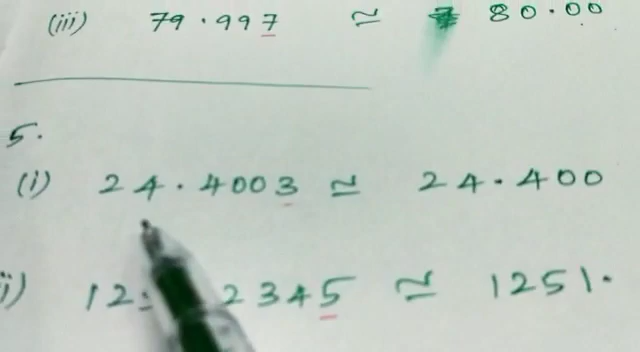 (iii) 79.997 ≃ 80.00
5.
(i) 24.4003 ≃ 24.400
12 2345 ≃ 1251.